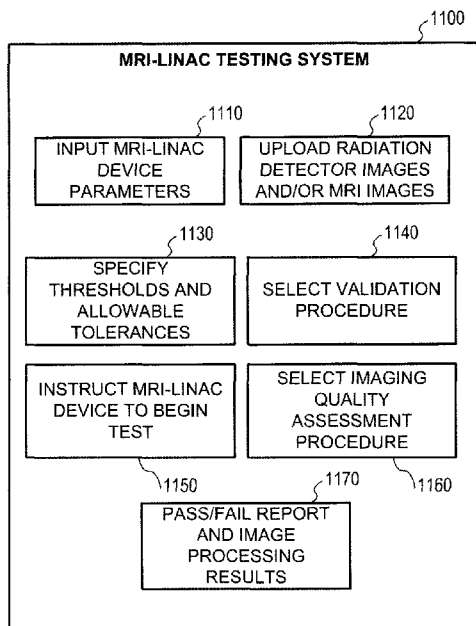 1100
MRI-LINAC TESTING SYSTEM
1110
INPUT MRI-LINAC
DEVICE
PARAMETERS
1120
UPLOAD RADIATION
DETECTOR IMAGES
AND/OR MRI IMAGES
1130
SPECIFY
THRESHOLDS AND
ALLOWABLE
TOLERANCES
1140
SELECT VALIDATION
PROCEDURE
INSTRUCT MRI-LINAC
DEVICE TO BEGIN
TEST
1150
SELECT IMAGING
QUALITY
ASSESSMENT
PROCEDURE
1160
1170
PASS/FAIL REPORT
AND IMAGE
PROCESSING
RESULTS